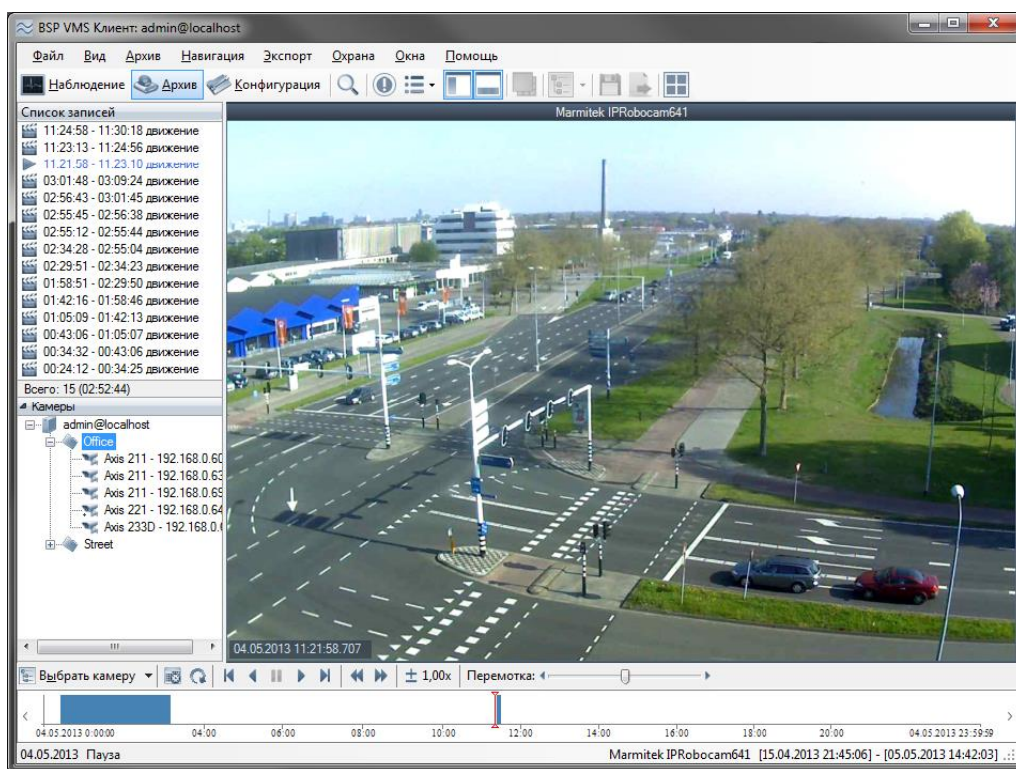 BSP VMS Клиент: admin@localhost
Файл Вид Архив Навигация Экспорт Охрана Окна Помощь
Наблюдение Архив Конфигурация
Список записей
Marmitek IPRobocam641
11:24:58 - 11:30:18 движение
11:23:13 - 11:24:56 движение
11:21:58 - 11:23:10 движение
03:01:48 - 03:09:24 движение
02:56:43 - 03:01:45 движение
02:55:45 - 02:56:38 движение
02:55:12 - 02:55:44 движение
02:34:28 - 02:55:04 движение
02:29:51 - 02:34:23 движение
01:58:51 - 02:29:50 движение
01:42:16 - 01:58:46 движение
01:05:09 - 01:42:13 движение
00:43:06 - 01:05:07 движение
00:34:32 - 00:43:06 движение
00:24:12 - 00:34:25 движение
Всего: 15 (02:52:44)
Камеры
admin@localhost
Office
Axis 211 - 192.168.0.60
Axis 211 - 192.168.0.63
Axis 211 - 192.168.0.69
Axis 221 - 192.168.0.64
Axis 233D - 192.168.0.
Street
04.05.2013 11:21:58.707
Выбрать камеру 1,00x Перемотка:
04.05.2013 0:00:00 04:00 06:00 08:00 10:00 12:00 14:00 16:00 18:00 20:00 04.05.2013 23:59:59
04.05.2013 Пауза Marmitek IPRobocam641 [15.04.2013 21:45:06] - [05.05.2013 14:42:03]